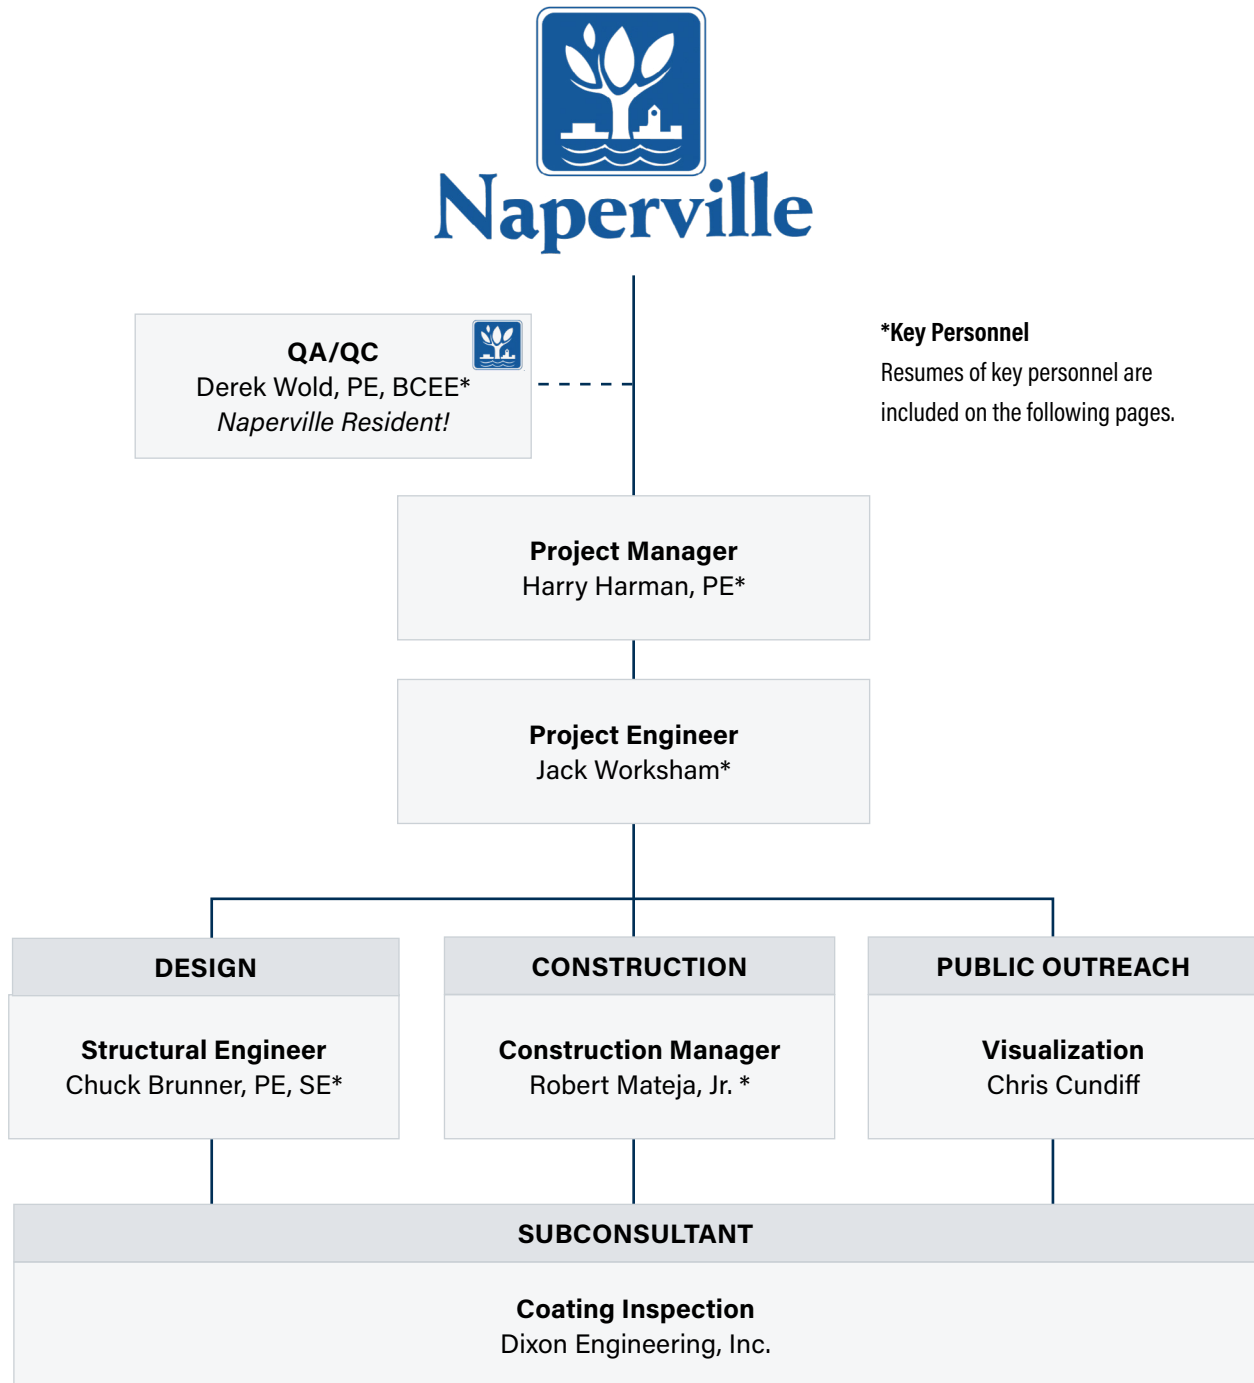 Naperville
QA/QC
Derek Wold, PE, BCEE*
Naperville Resident!
*Key Personnel
Resumes of key personnel are
included on the following pages.
Project Manager
Harry Harman, PE*
Project Engineer
Jack Worksham*
DESIGN
Structural Engineer
Chuck Brunner, PE, SE*
CONSTRUCTION
Construction Manager
Robert Mateja, Jr. *
PUBLIC OUTREACH
Visualization
Chris Cundiff
SUBCONSULTANT
Coating Inspection
Dixon Engineering, Inc.